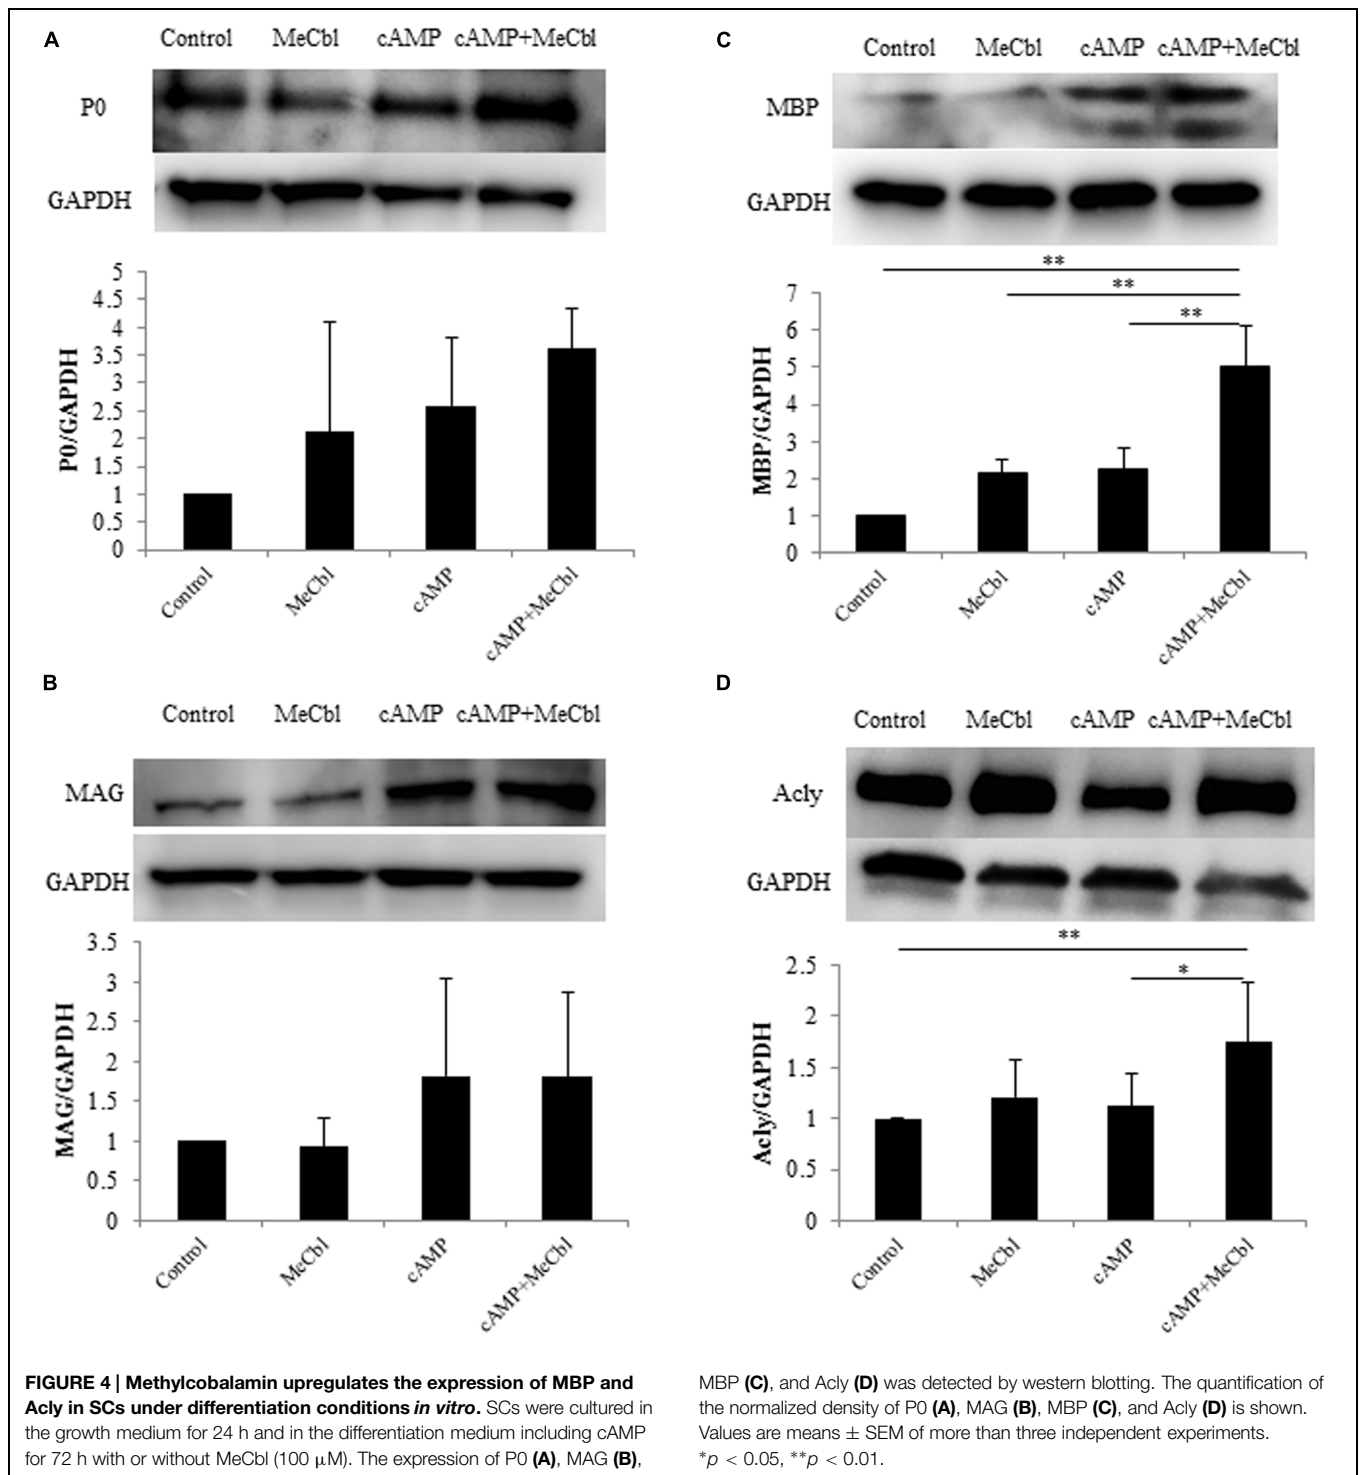 A
Control MeCbl cAMP cAMP+MeCbl
P0
GAPDH
5
4.5
4
3.5
3
2.5
2
1.5
1
0.5
0
P0/GAPDH
Control
MeCbl
cAMP
cAMP+MeCbl
B
Control MeCbl cAMP cAMP+MeCbl
MAG
GAPDH
3.5
3
2.5
2
1.5
1
0.5
0
MAG/GAPDH
Control
MeCbl
cAMP
cAMP+MeCbl
C
Control MeCbl cAMP cAMP+MeCbl
MBP
GAPDH
**
**
**
7
6
5
4
3
2
1
0
MBP/GAPDH
Control
MeCbl
cAMP
cAMP+MeCbl
D
Control MeCbl cAMP cAMP+MeCbl
Acly
GAPDH
**
*
2.5
2
1.5
1
0.5
0
Acly/GAPDH
Control
MeCbl
cAMP
cAMP+MeCbl
FIGURE 4 | Methylcobalamin upregulates the expression of MBP and
Acly in SCs under differentiation conditions in vitro. SCs were cultured in
the growth medium for 24 h and in the differentiation medium including cAMP
for 72 h with or without MeCbl (100 μM). The expression of P0 (A), MAG (B),
MBP (C), and Acly (D) was detected by western blotting. The quantification of
the normalized density of P0 (A), MAG (B), MBP (C), and Acly (D) is shown.
Values are means ± SEM of more than three independent experiments.
*p < 0.05, **p < 0.01.